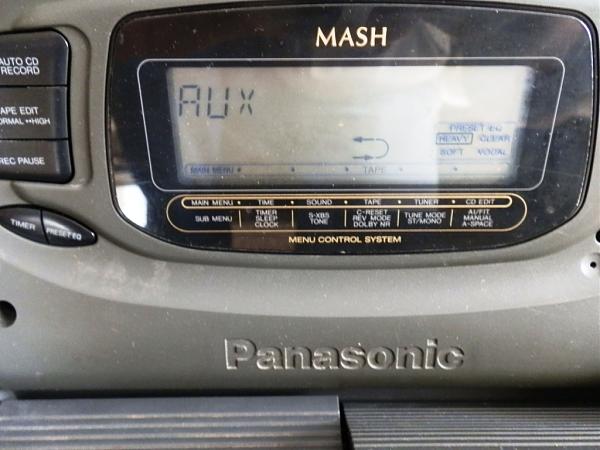 MASH
AUTO CD
RECORD
TAPE EDIT
NORMAL ↔HIGH
REC PAUSE
TIMER
PRESET EQ
AUX
PRESET EQ
HEAVY CLEAR
SOFT VOCAL
MAIN MENU • • TAPE • •
MAIN MENU • TIME • SOUND • TAPE • TUNER • CD EDIT
SUB MENU
TIMER
SLEEP
CLOCK
S-XBS
TONE
C-RESET
REV MODE
DOLBY NR
TUNE MODE
ST/MONO
AI/FIT
MANUAL
A-SPACE
MENU CONTROL SYSTEM
Panasonic